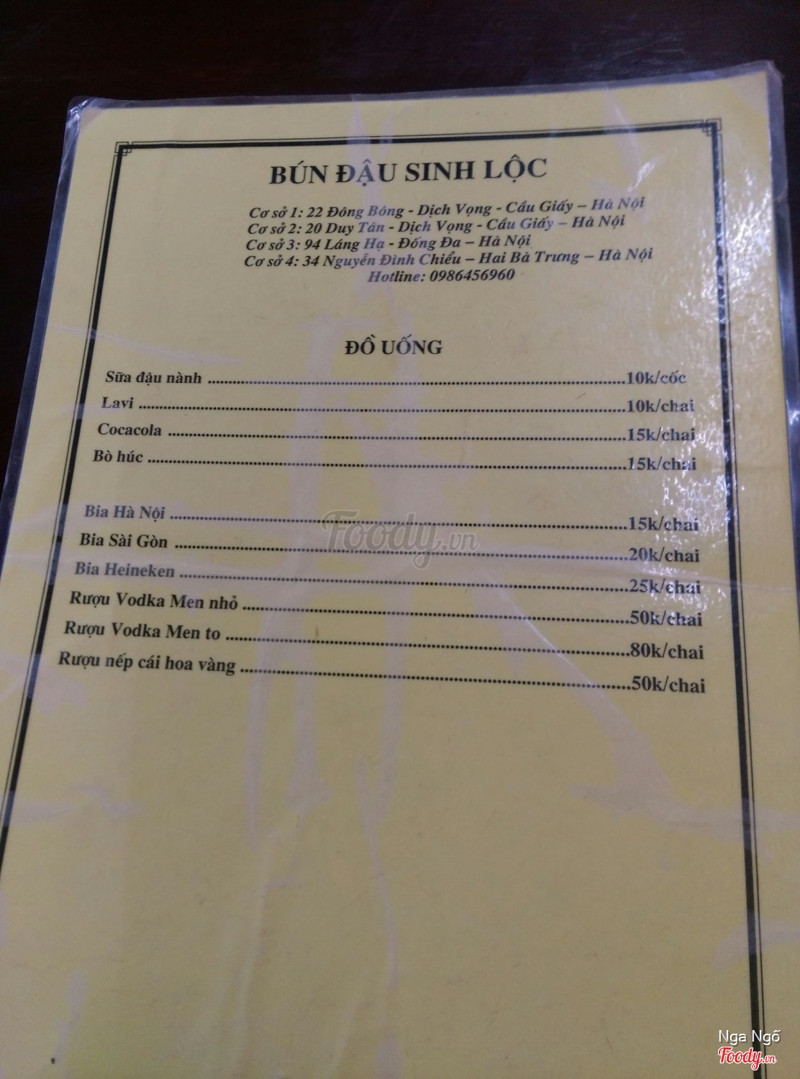 BÚN ĐẬU SINH LỘC
Cơ sở 1: 22 Đông Bông - Dịch Vọng - Cầu Giấy – Hà Nội
Cơ sở 2: 20 Duy Tân - Dịch Vọng - Cầu Giấy – Hà Nội
Cơ sở 3: 94 Láng Hạ - Đống Đa – Hà Nội
Cơ sở 4: 34 Nguyễn Đình Chiểu – Hai Bà Trưng – Hà Nội
Hotline: 0986456960
ĐỒ UỐNG
Sữa đậu nành ........ 10k/cốc
Lavi ........ 10k/chai
Cocacola ........ 15k/chai
Bò húc ........ 15k/chai
Bia Hà Nội ........ 15k/chai
Bia Sài Gòn ........ 20k/chai
Bia Heineken ........ 25k/chai
Rượu Vodka Men nhỏ ........ 50k/chai
Rượu Vodka Men to ........ 80k/chai
Rượu nếp cái hoa vàng ........ 50k/chai
Foody.vn
Nga Ngố
Foody.vn